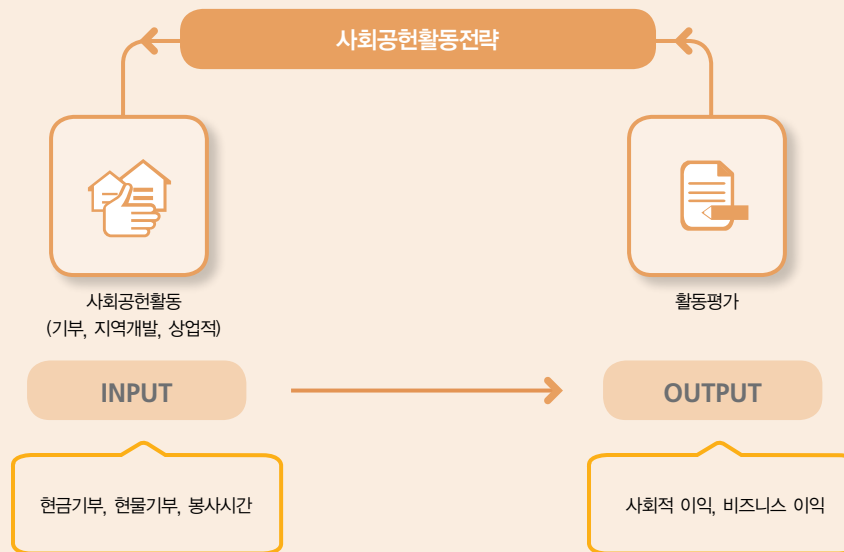 사회공헌활동전략
사회공헌활동
(기부, 지역개발, 상업적)
활동평가
INPUT
OUTPUT
현금기부, 현물기부, 봉사시간
사회적 이익, 비즈니스 이익